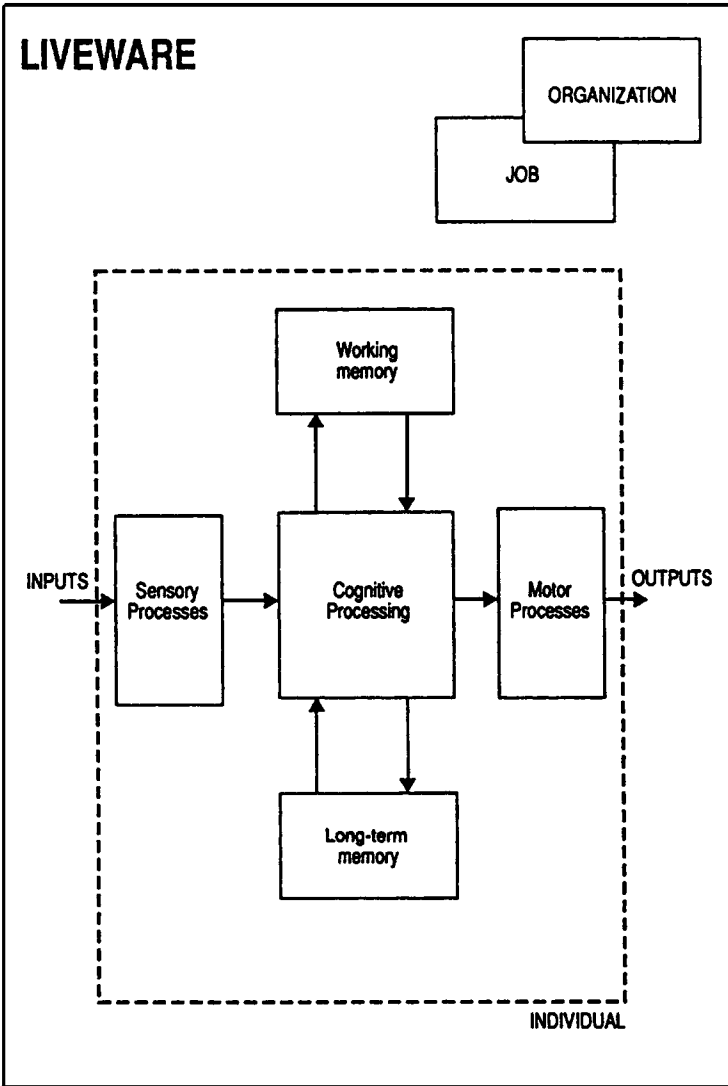 LIVEWARE
ORGANIZATION
JOB
Working
memory
INPUTS
Sensory
Processes
Cognitive
Processing
Motor
Processes
OUTPUTS
Long-term
memory
INDIVIDUAL